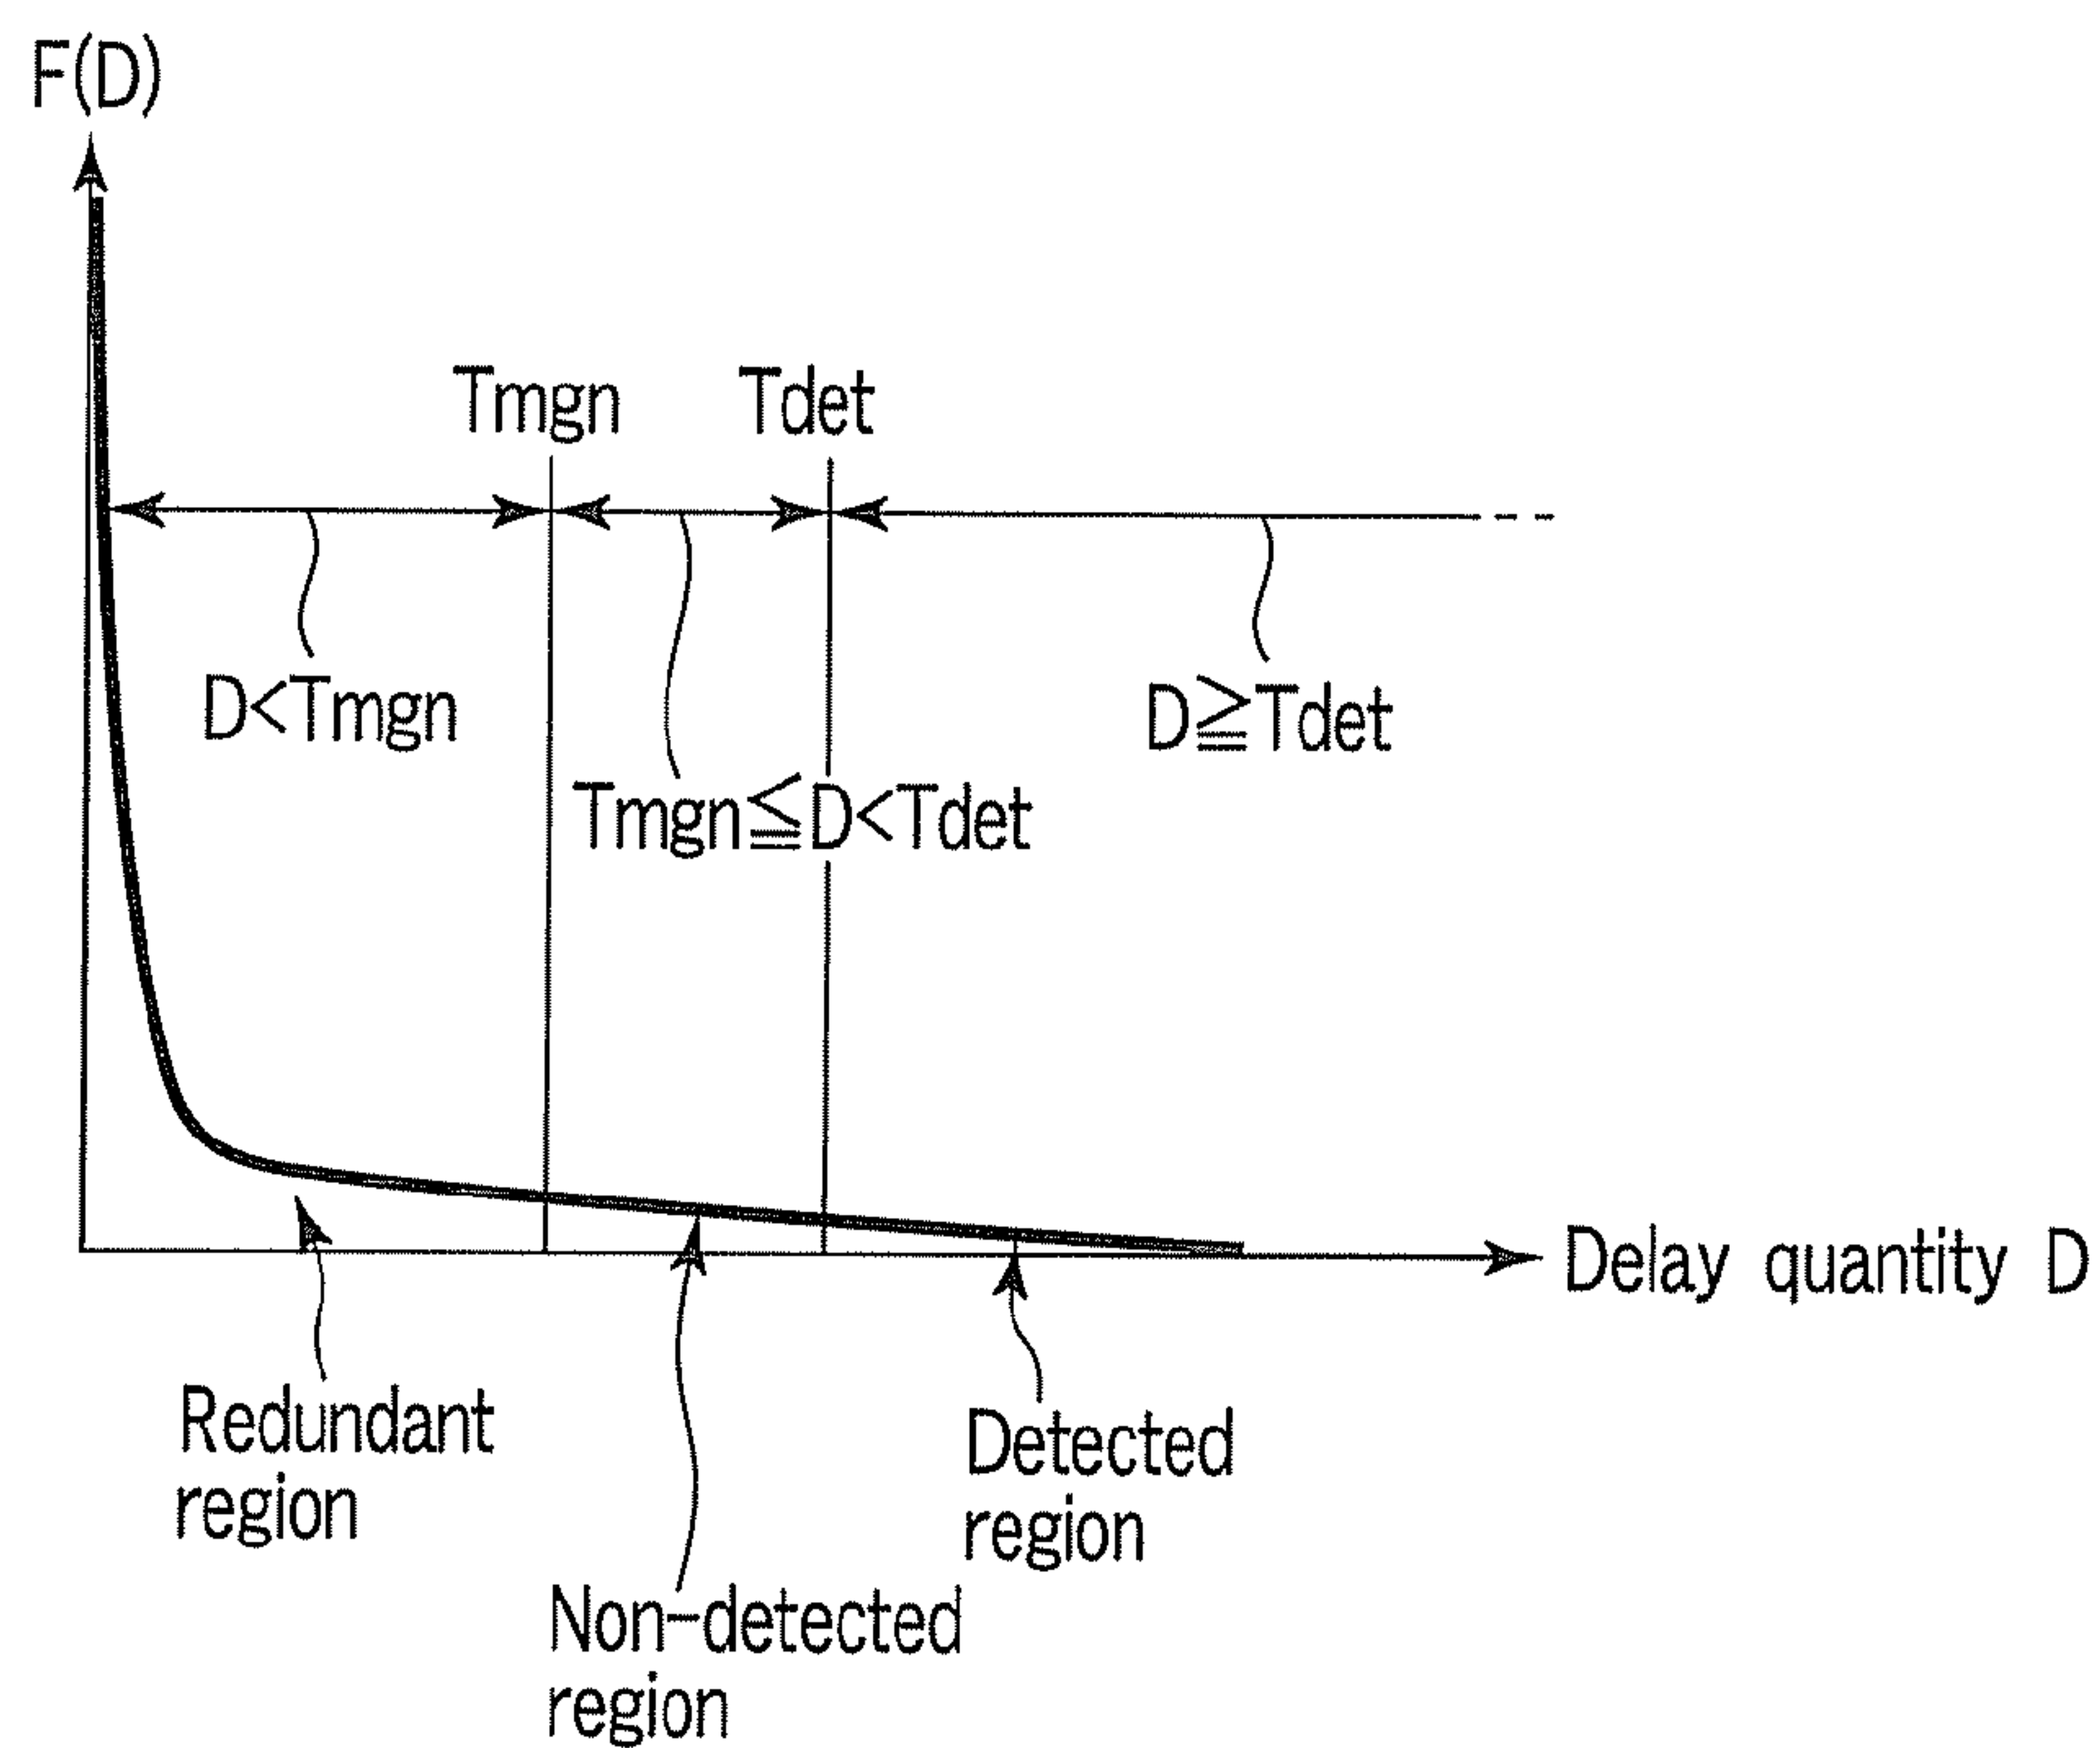 F(D)
Tmgn
Tdet
D<Tmgn
D≧Tdet
Tmgn≦D<Tdet
Delay quantity D
Redundant
region
Detected
region
Non-detected
region